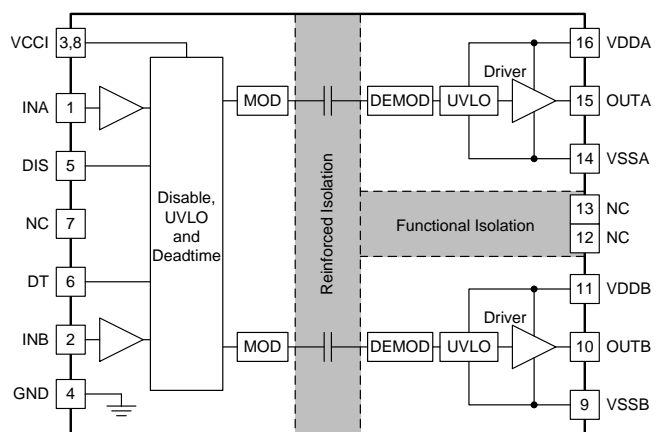 VCCI 3,8
INA 1
DIS 5
NC 7
DT 6
INB 2
GND 4
Disable,
UVLO
and
Deadtime
MOD
MOD
Reinforced Isolation
DEMOD UVLO
Driver
16 VDDA
15 OUTA
14 VSSA
Functional Isolation
13 NC
12 NC
DEMOD UVLO
Driver
11 VDDB
10 OUTB
9 VSSB